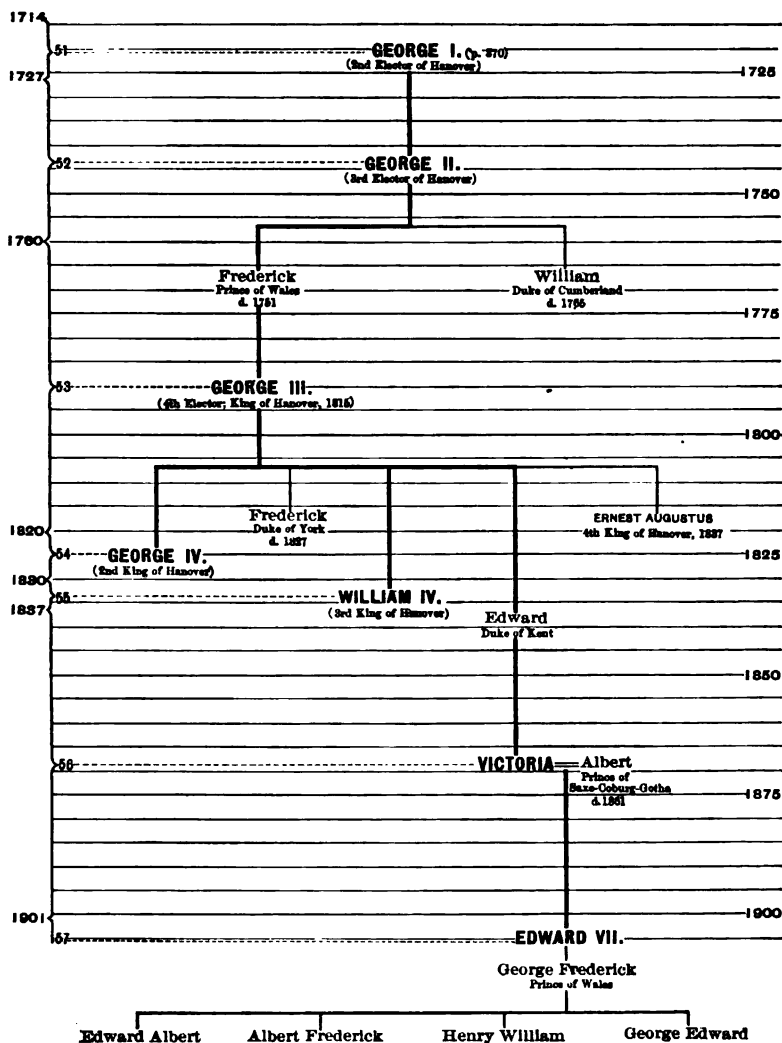 1714
51 GEORGE I. (p. 370)
(2nd Elector of Hanover)
1725
1727
52 GEORGE II.
(3rd Elector of Hanover)
1750
1760
Frederick
Prince of Wales
d. 1751
William
Duke of Cumberland
d. 1765
1775
53 GEORGE III.
(4th Elector; King of Hanover, 1815)
1800
Frederick
Duke of York
d. 1827
ERNEST AUGUSTUS
4th King of Hanover, 1837
1820
54 GEORGE IV.
(2nd King of Hanover)
1825
1830
55 WILLIAM IV.
(3rd King of Hanover)
1837
Edward
Duke of Kent
1850
56 VICTORIA Albert
Prince of
Saxe-Coburg-Gotha
d. 1861
1875
1900
1901
57 EDWARD VII.
George Frederick
Prince of Wales
Edward Albert Albert Frederick Henry William George Edward